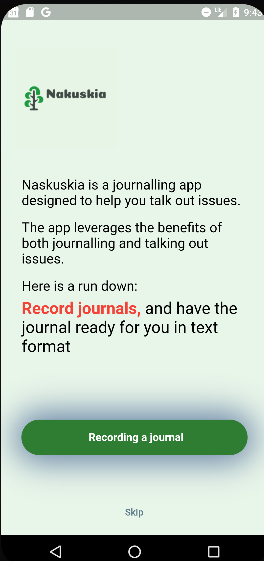 9:43
Nakuskia
Naskuskia is a journalling app
designed to help you talk out issues.
The app leverages the benefits of
both journalling and talking out
issues.
Here is a run down:
Record journals, and have the
journal ready for you in text
format
Recording a journal
Skip